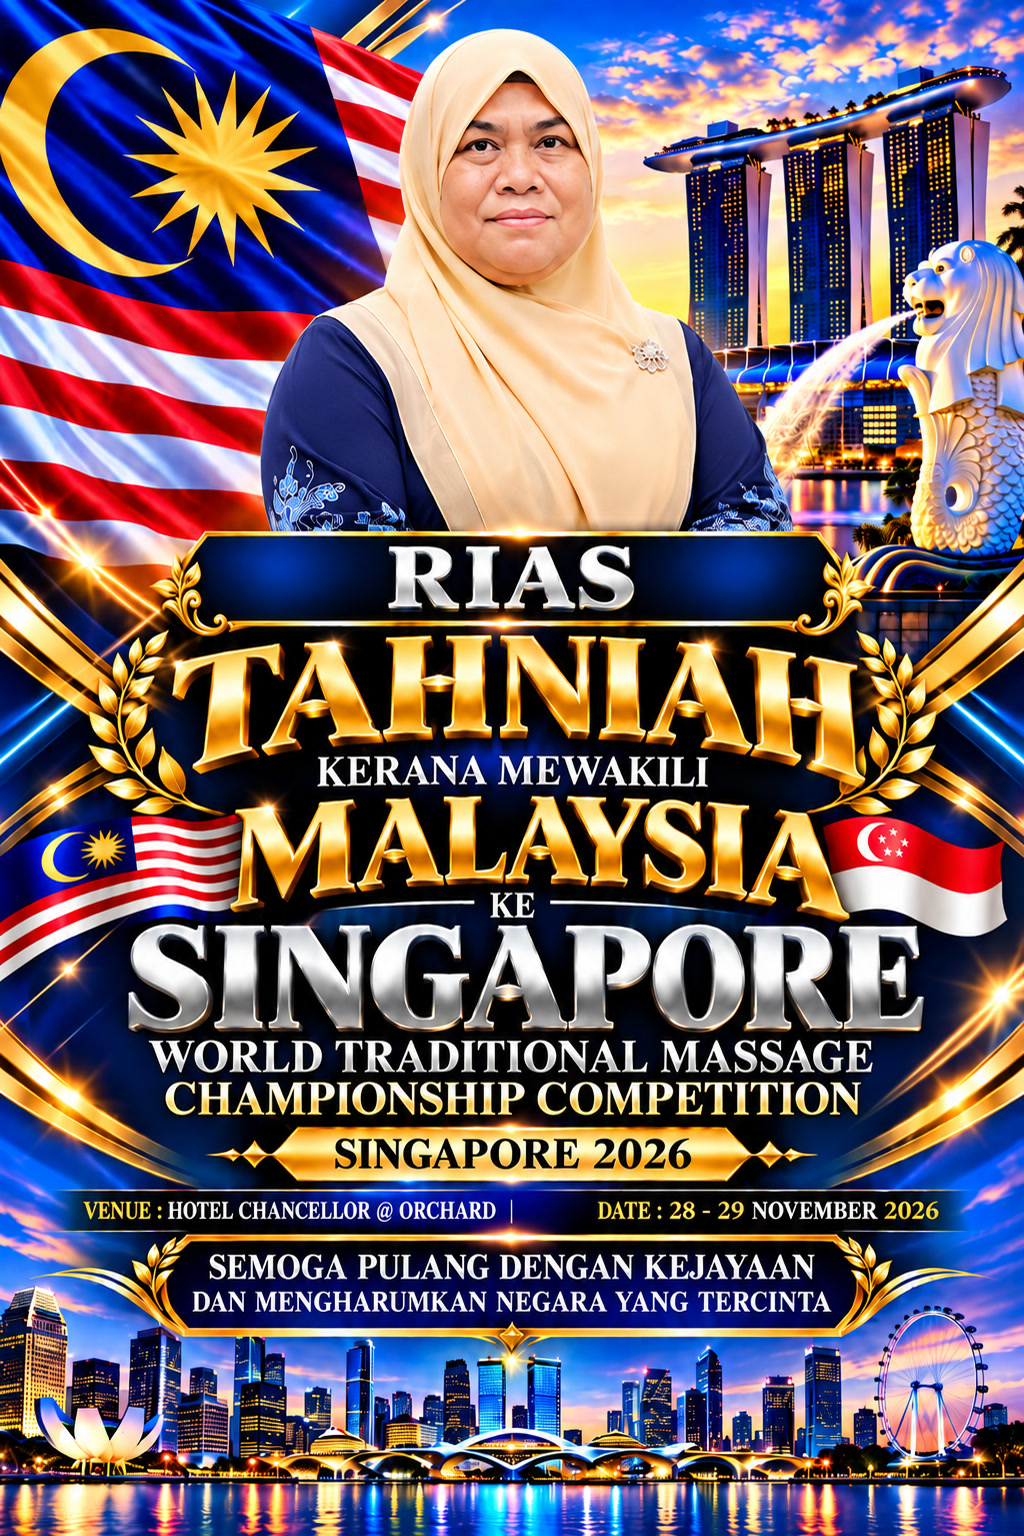 RIAS
TAHNIAH
KERANA MEWAKILI
MALAYSIA
KE
SINGAPORE
WORLD TRADITIONAL MASSAGE
CHAMPIONSHIP COMPETITION
SINGAPORE 2026
VENUE : HOTEL CHANCELLOR @ ORCHARD | DATE : 28 - 29 NOVEMBER 2026
SEMOGA PULANG DENGAN KEJAYAAN
DAN MENGHARUMKAN NEGARA YANG TERCINTA